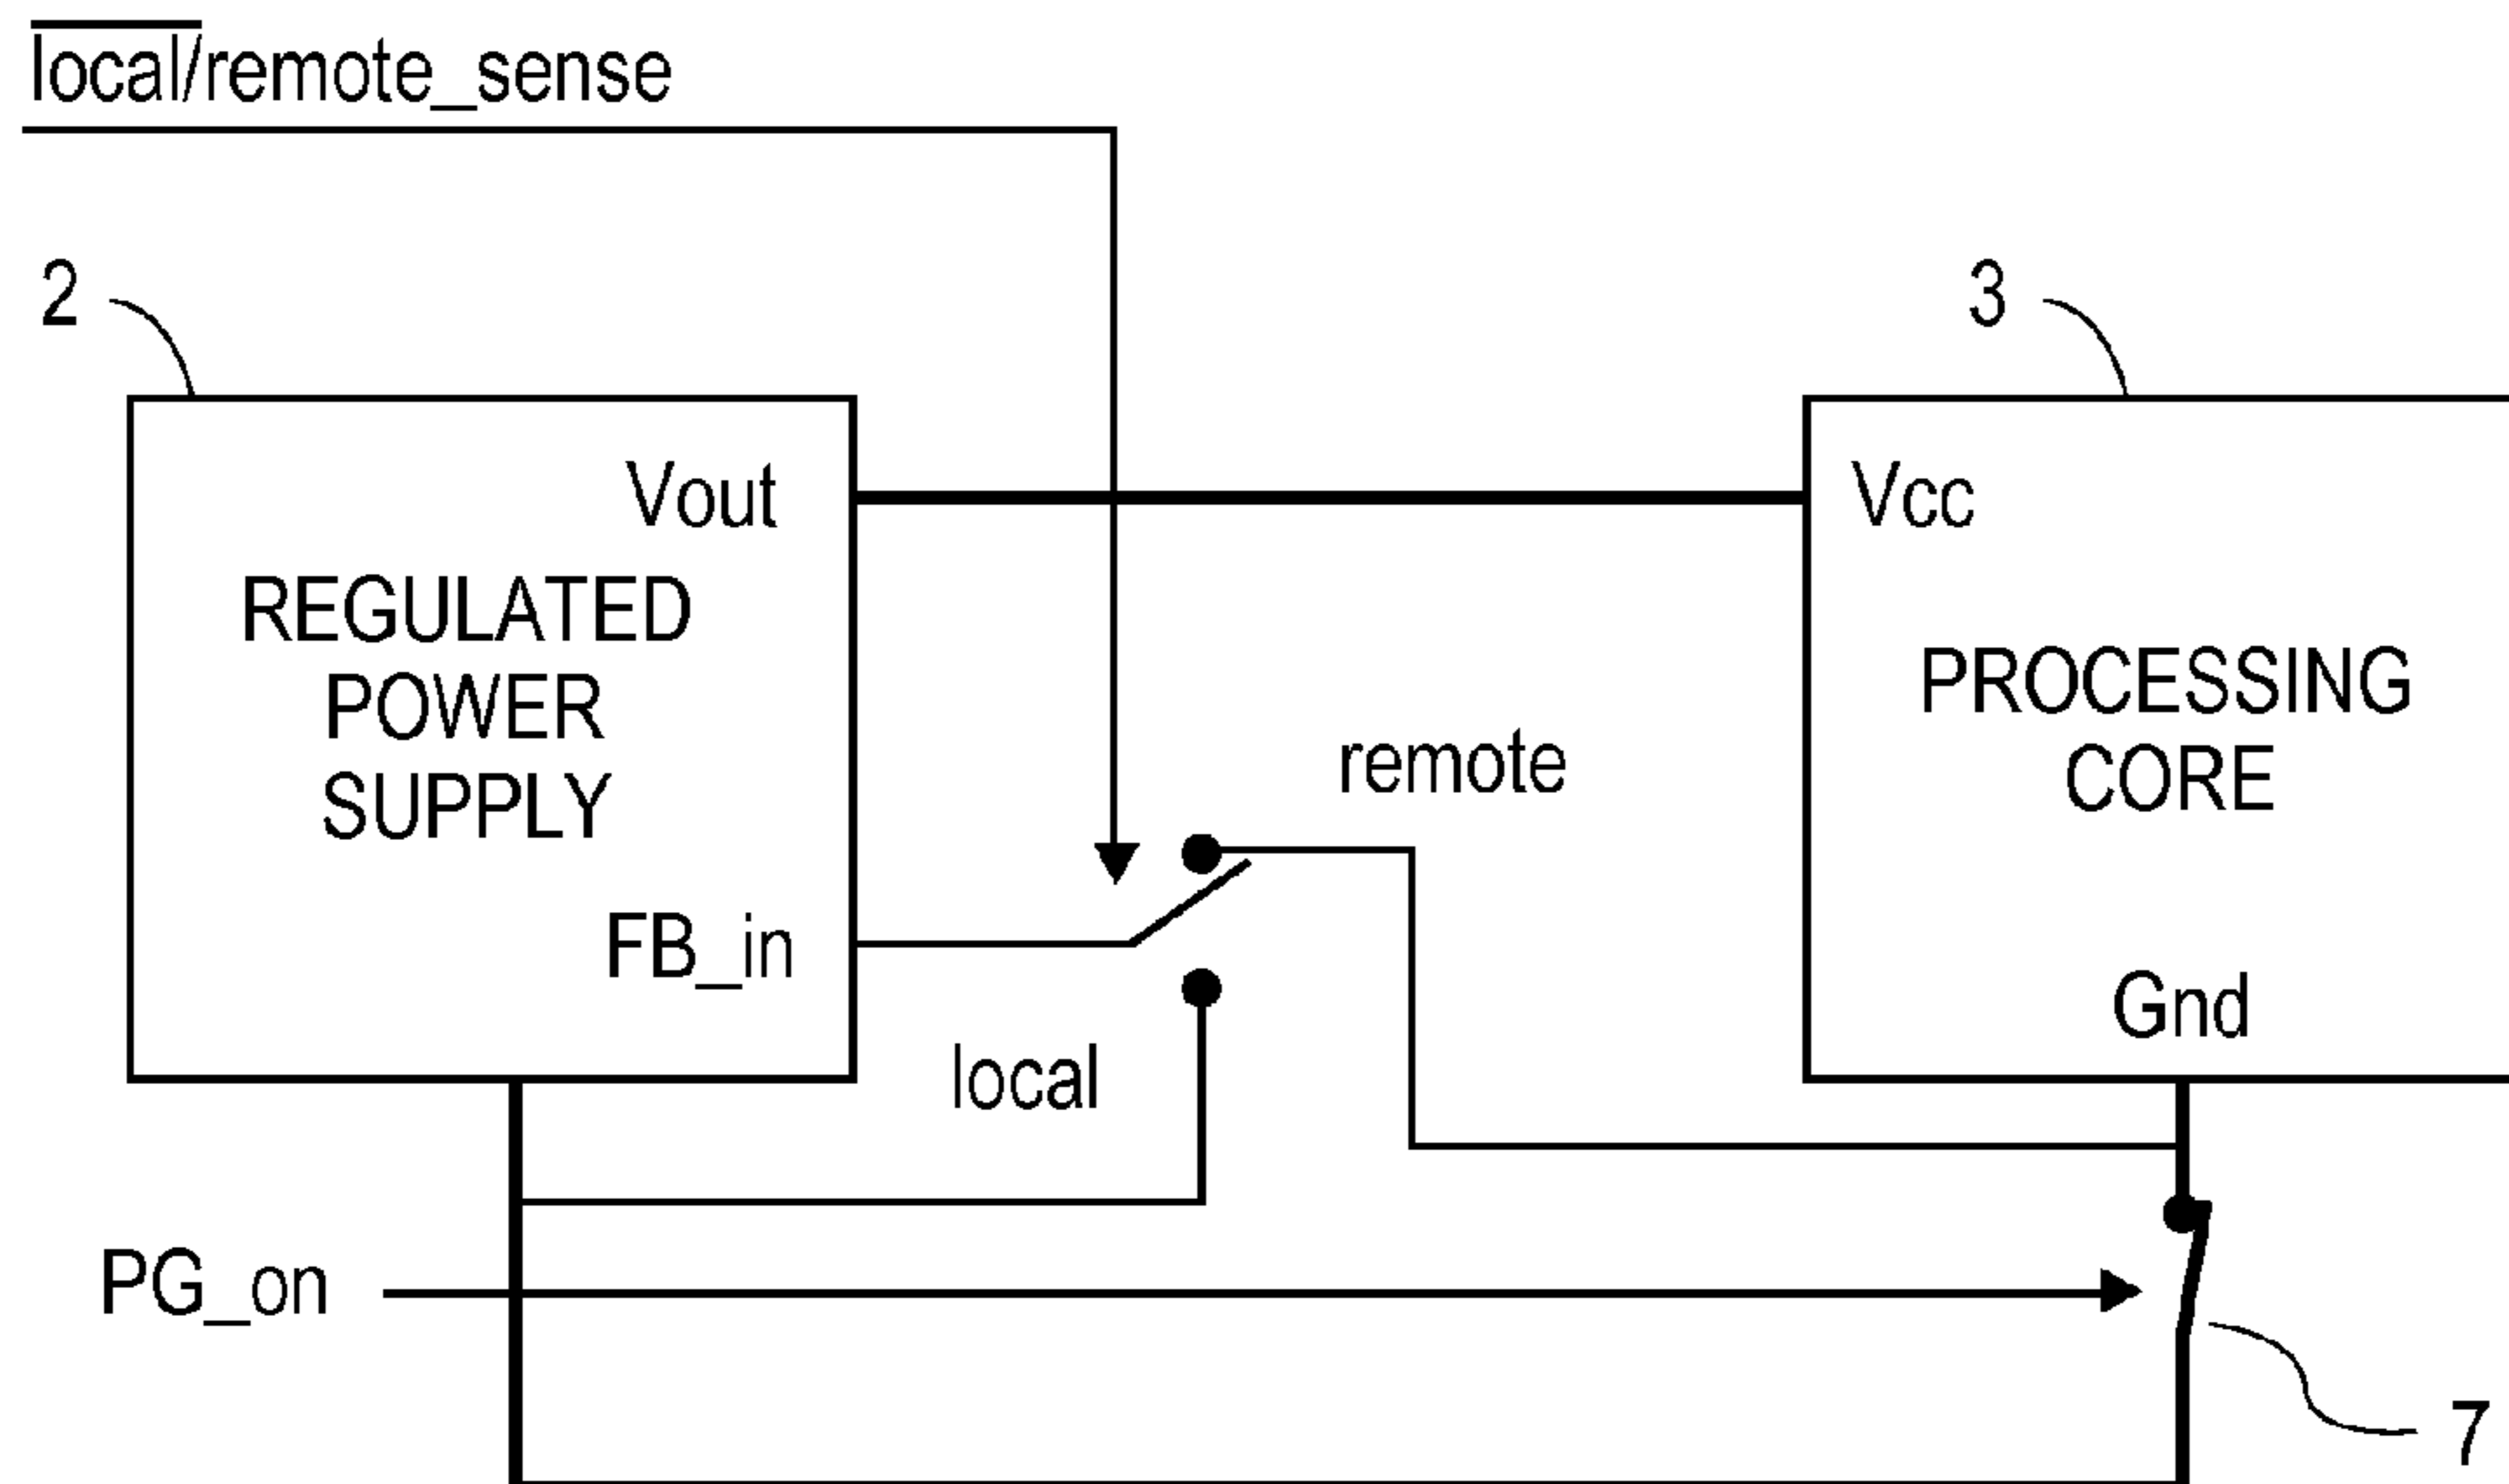 local/remote_sense
2
3
Vout
Vcc
REGULATED
POWER
SUPPLY
PROCESSING
CORE
remote
FB_in
Gnd
local
PG_on
7